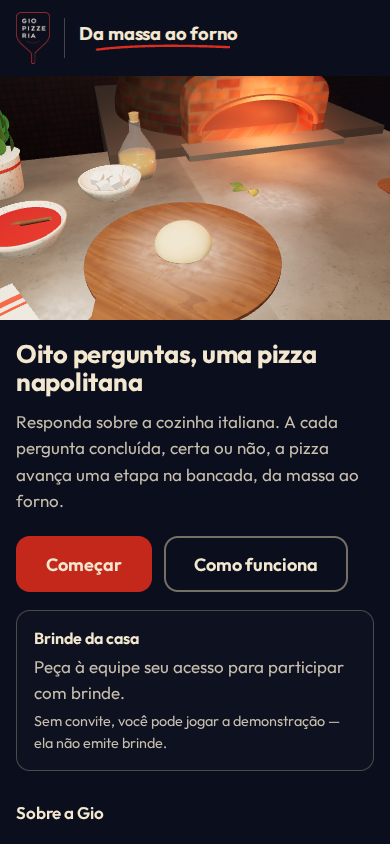 GIO
PIZZE
RIA
Da massa ao forno
Oito perguntas, uma pizza
napolitana
Responda sobre a cozinha italiana. A cada
pergunta concluída, certa ou não, a pizza
avança uma etapa na bancada, da massa ao
forno.
Começar
Como funciona
Brinde da casa
Peça à equipe seu acesso para participar
com brinde.
Sem convite, você pode jogar a demonstração —
ela não emite brinde.
Sobre a Gio